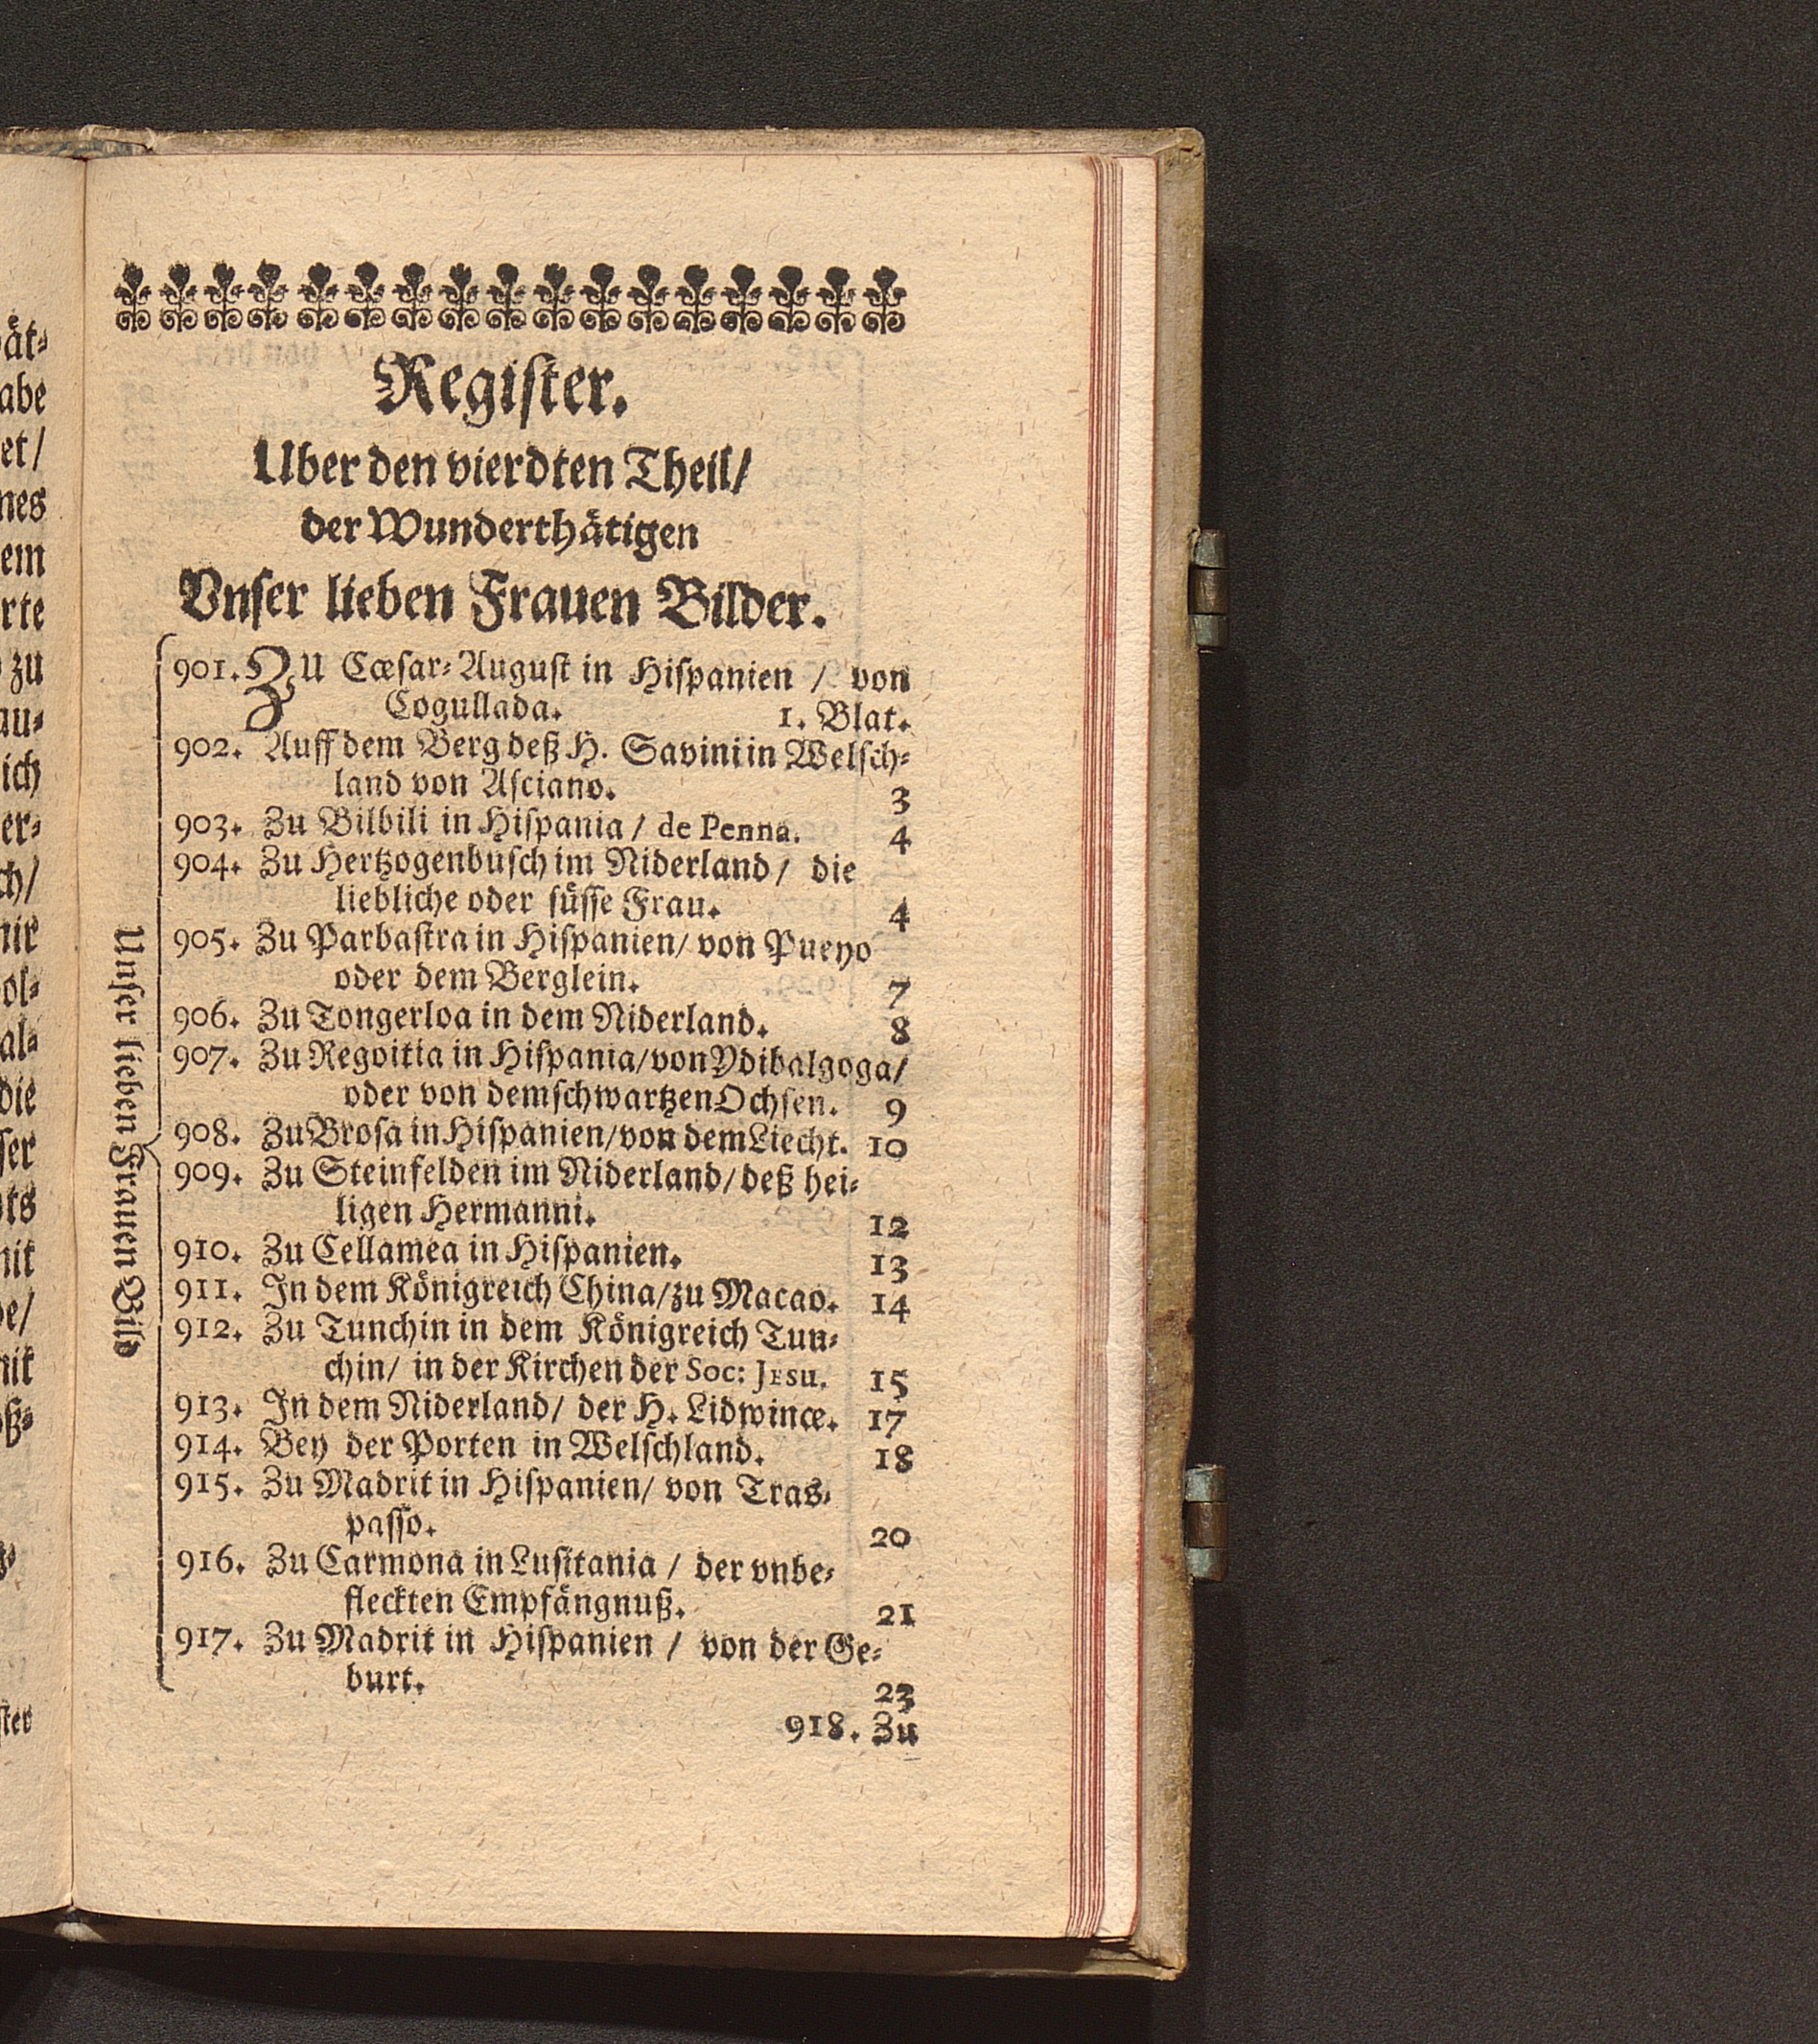 Register.
Uber den vierdten Theil/
der Wunderthätigen
Vnser lieben Frauen Bilder.
Unser lieben Frauen Bild
901. ZU Cæsar-August in Hispanien / von
Cogullada. 1. Blat.
902. Auff dem Berg deß H. Savini in Welsch-
land von Asciano. 3
903. Zu Bilbili in Hispania / de Penna. 4
904. Zu Hertzogenbusch im Niderland / die
liebliche oder süsse Frau. 4
905. Zu Parbastra in Hispanien / von Pueyo
oder dem Berglein. 7
906. Zu Tongerloa in dem Niderland. 8
907. Zu Regoitia in Hispania/von Ydibalgoga/
oder von dem schwartzen Ochsen. 9
908. Zu Brosa in Hispanien/von dem Liecht. 10
909. Zu Steinfelden im Niderland/deß hei-
ligen Hermanni. 12
910. Zu Cellamea in Hispanien. 13
911. In dem Königreich China/zu Macao. 14
912. Zu Tunchin in dem Königreich Tun-
chin/ in der Kirchen der Soc: Jesu. 15
913. In dem Niderland/ der H. Lidwincæ. 17
914. Bey der Porten in Welschland. 18
915. Zu Madrit in Hispanien/ von Tras-
passo. 20
916. Zu Carmona in Lusitania / der vnbe-
fleckten Empfängnuß. 21
917. Zu Madrit in Hispanien / von der Ge-
burt. 23
918. Zu